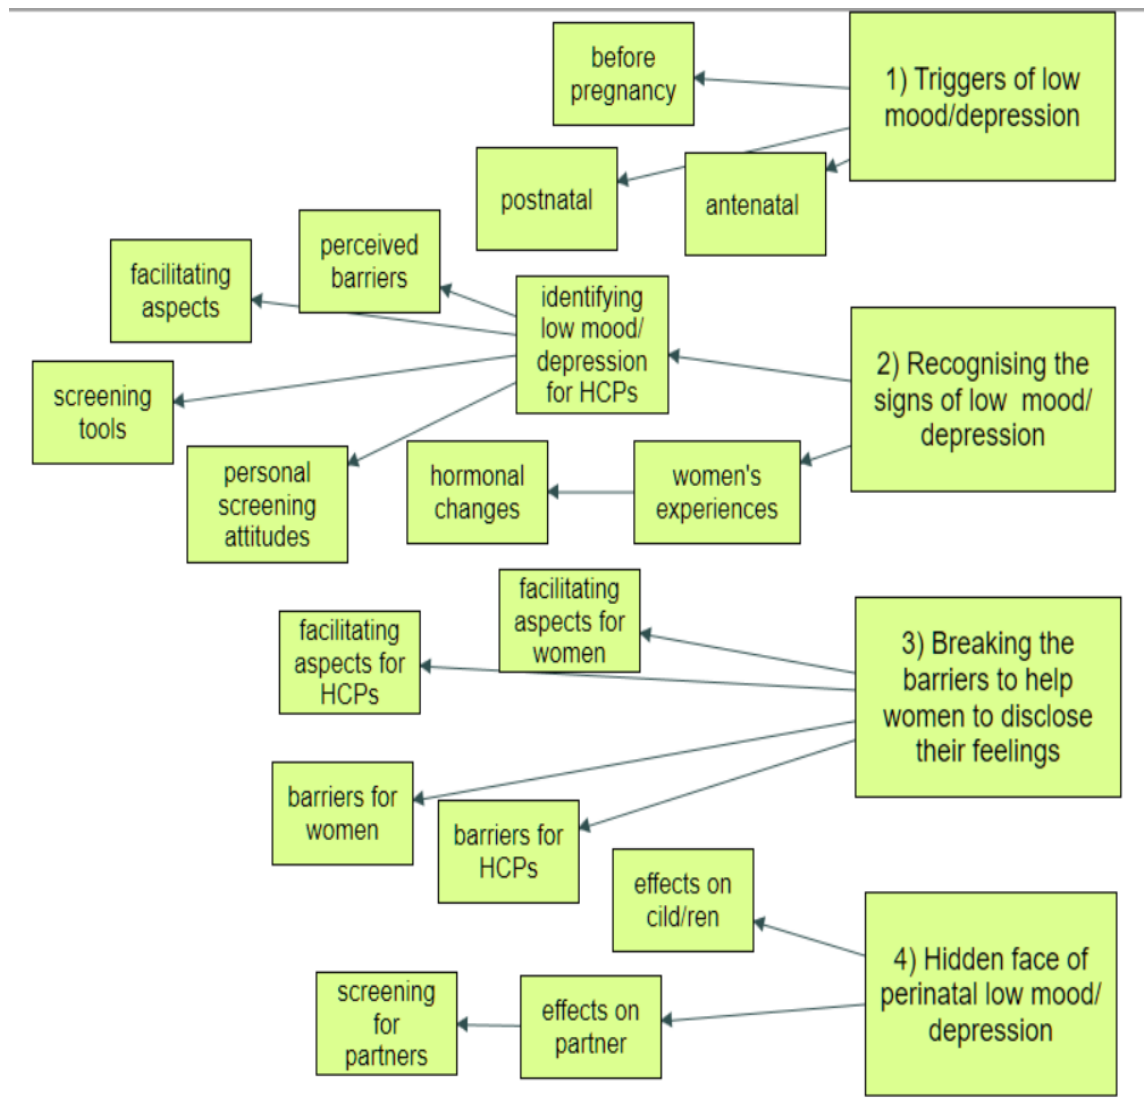 before
pregnancy
1) Triggers of low
mood/depression
postnatal
antenatal
perceived
barriers
facilitating
aspects
identifying
low mood/
depression
for HCPs
screening
tools
personal
screening
attitudes
hormonal
changes
women's
experiences
2) Recognising the
signs of low mood/
depression
facilitating
aspects for
women
facilitating
aspects for
HCPs
3) Breaking the
barriers to help
women to disclose
their feelings
barriers for
women
barriers for
HCPs
effects on
cild/ren
4) Hidden face of
perinatal low mood/
depression
screening
for
partners
effects on
partner